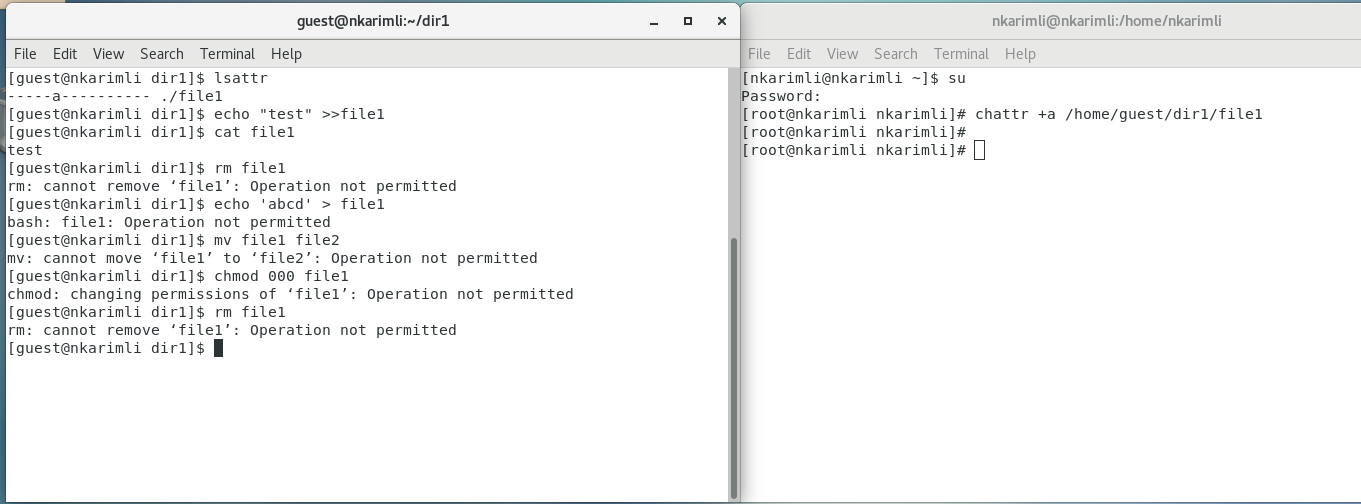 guest@nkarimli:~/dir1
File Edit View Search Terminal Help
[guest@nkarimli dir1]$ lsattr
-----a---------- ./file1
[guest@nkarimli dir1]$ echo "test" >>file1
[guest@nkarimli dir1]$ cat file1
test
[guest@nkarimli dir1]$ rm file1
rm: cannot remove ‘file1’: Operation not permitted
[guest@nkarimli dir1]$ echo 'abcd' > file1
bash: file1: Operation not permitted
[guest@nkarimli dir1]$ mv file1 file2
mv: cannot move ‘file1’ to ‘file2’: Operation not permitted
[guest@nkarimli dir1]$ chmod 000 file1
chmod: changing permissions of ‘file1’: Operation not permitted
[guest@nkarimli dir1]$ rm file1
rm: cannot remove ‘file1’: Operation not permitted
[guest@nkarimli dir1]$
nkarimli@nkarimli:/home/nkarimli
File Edit View Search Terminal Help
[nkarimli@nkarimli ~]$ su
Password:
[root@nkarimli nkarimli]# chattr +a /home/guest/dir1/file1
[root@nkarimli nkarimli]#
[root@nkarimli nkarimli]#